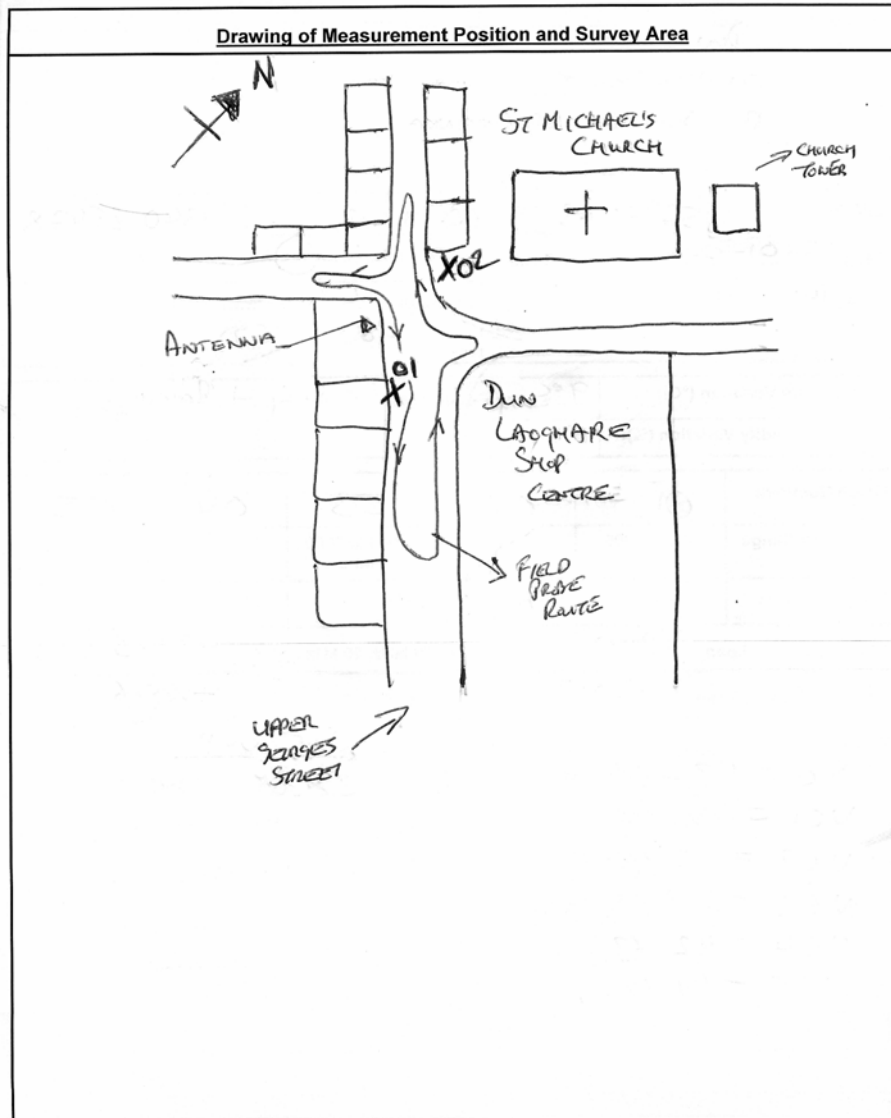 Drawing of Measurement Position and Survey Area
N
ST MICHAEL'S
CHURCH
CHURCH
TOWER
X02
ANTENNA
01
X
DUN
LAOGHARE
SHOP
CENTRE
FIELD
PROBE
ROUTE
UPPER
GEORGES
STREET